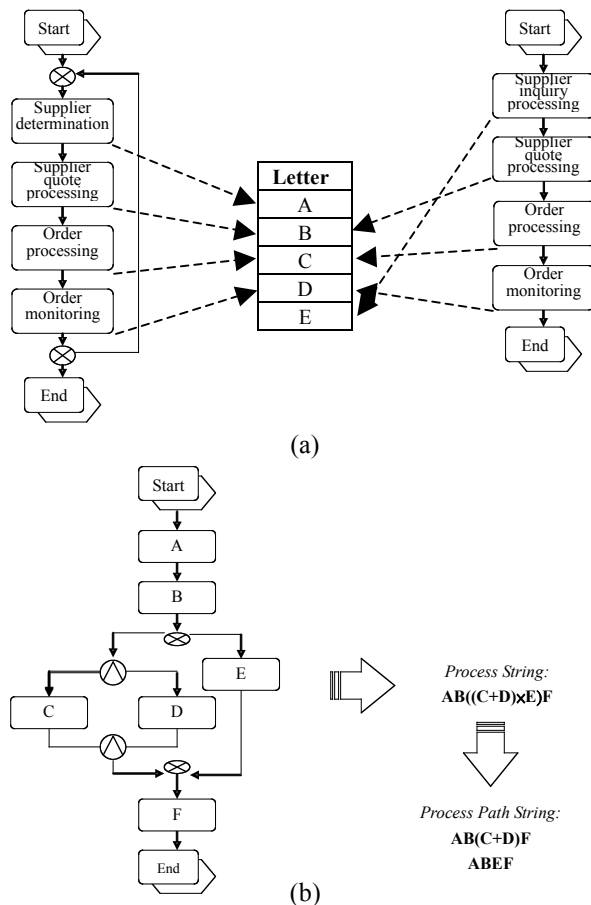 Start
Supplier
determination
Supplier
quote
processing
Order
processing
Order
monitoring
End
Letter
A
B
C
D
E
Start
Supplier
inquiry
processing
Supplier
quote
processing
Order
processing
Order
monitoring
End
(a)
Start
A
B
E
C
D
F
End
Process String:
AB((C+D)×E)F
Process Path String:
AB(C+D)F
ABEF
(b)